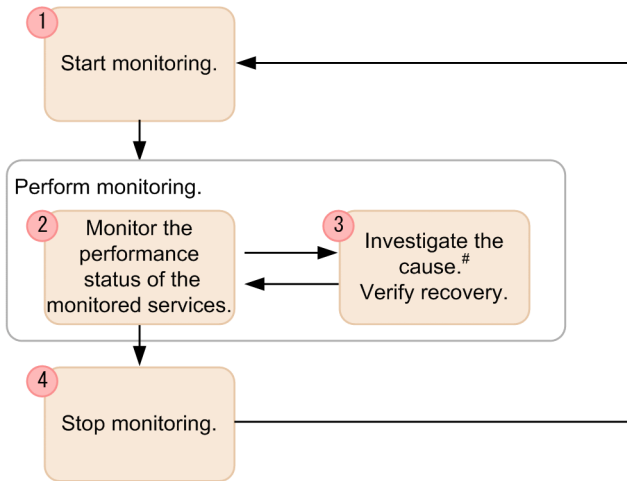 1
Start monitoring.
Perform monitoring.
2
Monitor the
performance
status of the
monitored services.
3
Investigate the
cause.#
Verify recovery.
4
Stop monitoring.